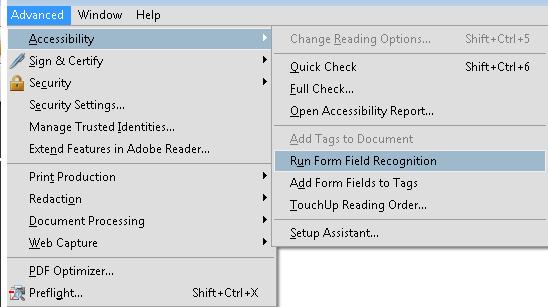 Advanced Window Help
Accessibility
Sign & Certify
Security
Security Settings...
Manage Trusted Identities...
Extend Features in Adobe Reader...
Print Production
Redaction
Document Processing
Web Capture
PDF Optimizer...
Preflight... Shift+Ctrl+X
Change Reading Options... Shift+Ctrl+5
Quick Check Shift+Ctrl+6
Full Check...
Open Accessibility Report...
Add Tags to Document
Run Form Field Recognition
Add Form Fields to Tags
TouchUp Reading Order...
Setup Assistant...